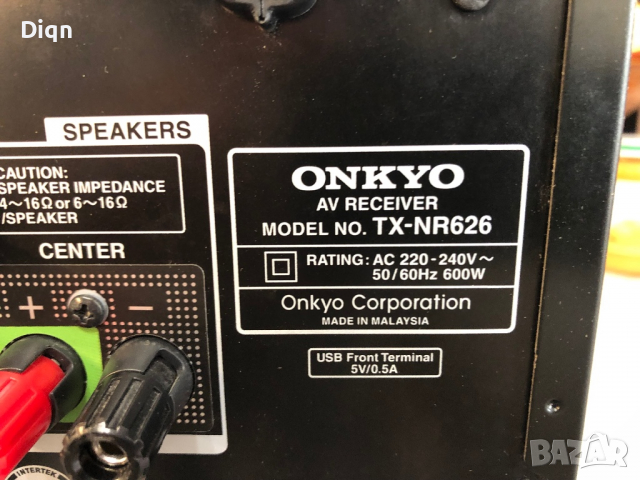 Diqn
SPEAKERS
CAUTION:
SPEAKER IMPEDANCE
4～16Ω or 6～16Ω
/SPEAKER
CENTER
+ −
ONKYO
AV RECEIVER
MODEL NO. TX-NR626
RATING: AC 220-240V～
50/60Hz 600W
Onkyo Corporation
MADE IN MALAYSIA
USB Front Terminal
5V/0.5A
INTERTEK
BAZAR